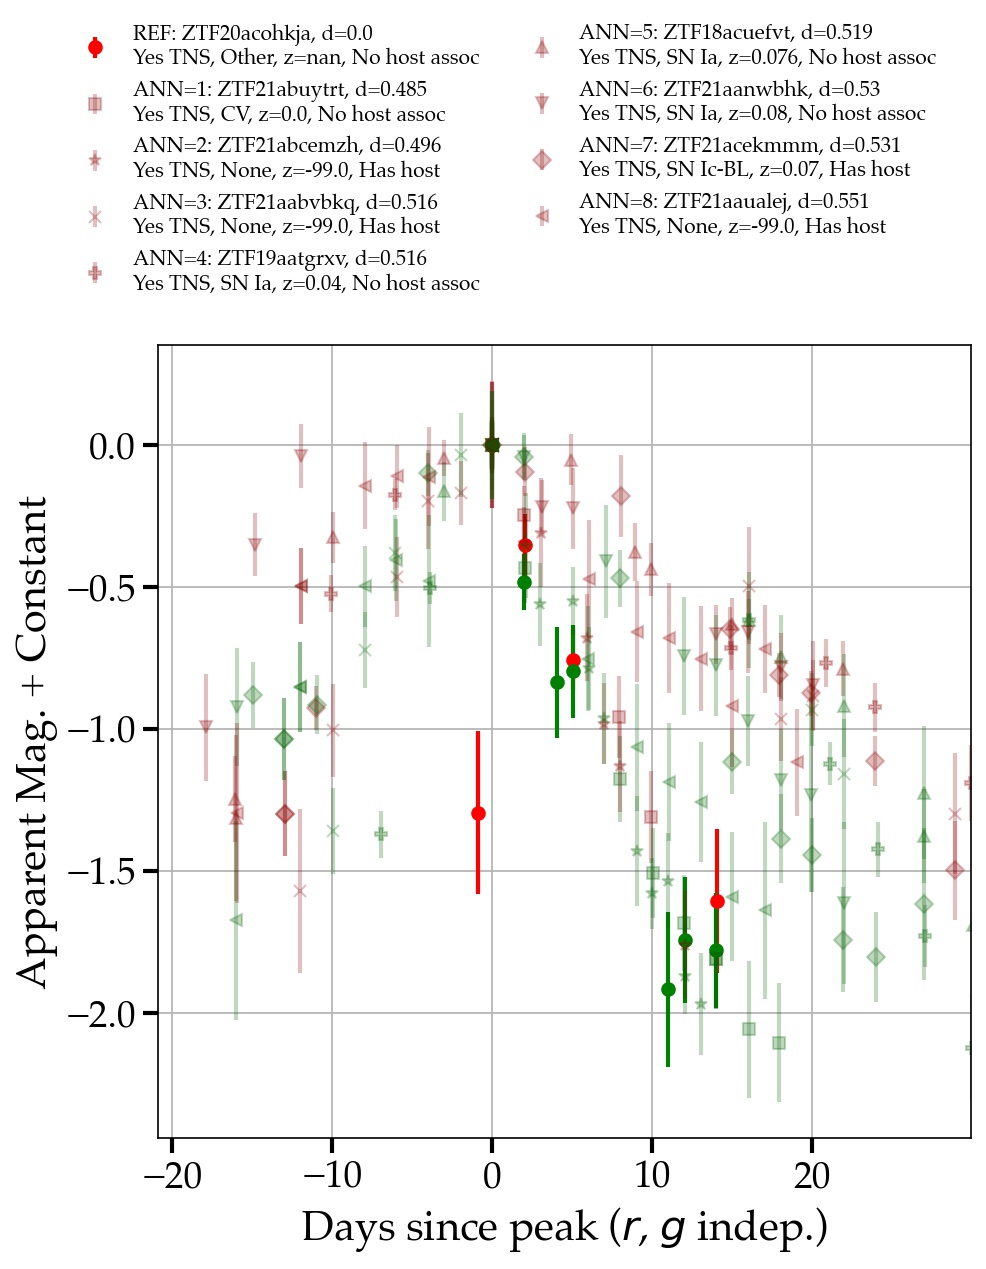 REF: ZTF20acohkja, d=0.0
Yes TNS, Other, z=nan, No host assoc
ANN=1: ZTF21abuytrt, d=0.485
Yes TNS, CV, z=0.0, No host assoc
ANN=2: ZTF21abcemzh, d=0.496
Yes TNS, None, z=-99.0, Has host
ANN=3: ZTF21aabvbkq, d=0.516
Yes TNS, None, z=-99.0, Has host
ANN=4: ZTF19aatgrxv, d=0.516
Yes TNS, SN Ia, z=0.04, No host assoc
ANN=5: ZTF18acuefvt, d=0.519
Yes TNS, SN Ia, z=0.076, No host assoc
ANN=6: ZTF21aanwbhk, d=0.53
Yes TNS, SN Ia, z=0.08, No host assoc
ANN=7: ZTF21acekmmm, d=0.531
Yes TNS, SN Ic-BL, z=0.07, Has host
ANN=8: ZTF21aaualej, d=0.551
Yes TNS, None, z=-99.0, Has host
Apparent Mag. + Constant
0.0
−0.5
−1.0
−1.5
−2.0
−20
−10
0
10
20
Days since peak (r, g indep.)